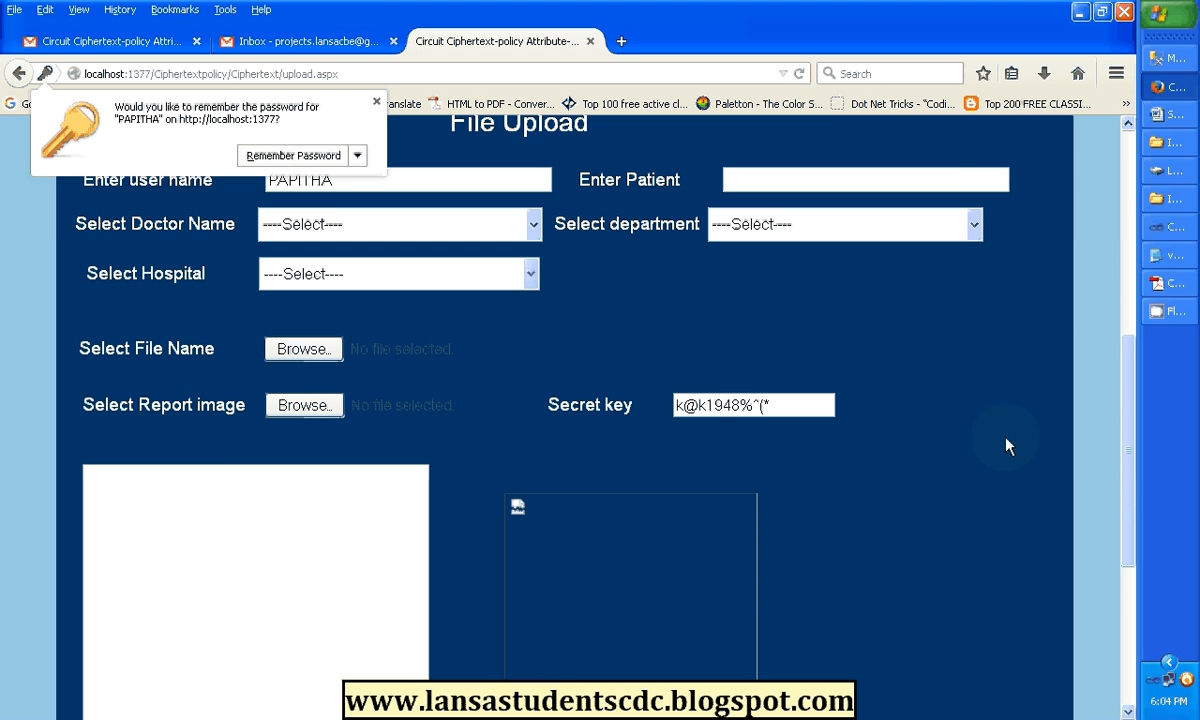 File Edit View History Bookmarks Tools Help
Circuit Ciphertext-policy Attri... Inbox - projects.lansacbe@g... Circuit Ciphertext-policy Attribute-...
localhost:1377/Ciphertextpolicy/Ciphertext/upload.aspx Search
anslate HTML to PDF - Conver... Top 100 free active cl... Paletton - The Color S... Dot Net Tricks - "Codi... Top 200 FREE CLASSI...
Would you like to remember the password for
"PAPITHA" on http://localhost:1377?
Remember Password
File Upload
Enter user name PAPITHA Enter Patient
Select Doctor Name ----Select---- Select department ----Select----
Select Hospital ----Select----
Select File Name Browse... No file selected.
Select Report image Browse... No file selected. Secret key k@k1948%^(*
www.lansastudentscdc.blogspot.com
M...
C...
S...
I...
L...
I...
C...
v...
C...
Fl...
6:04 PM